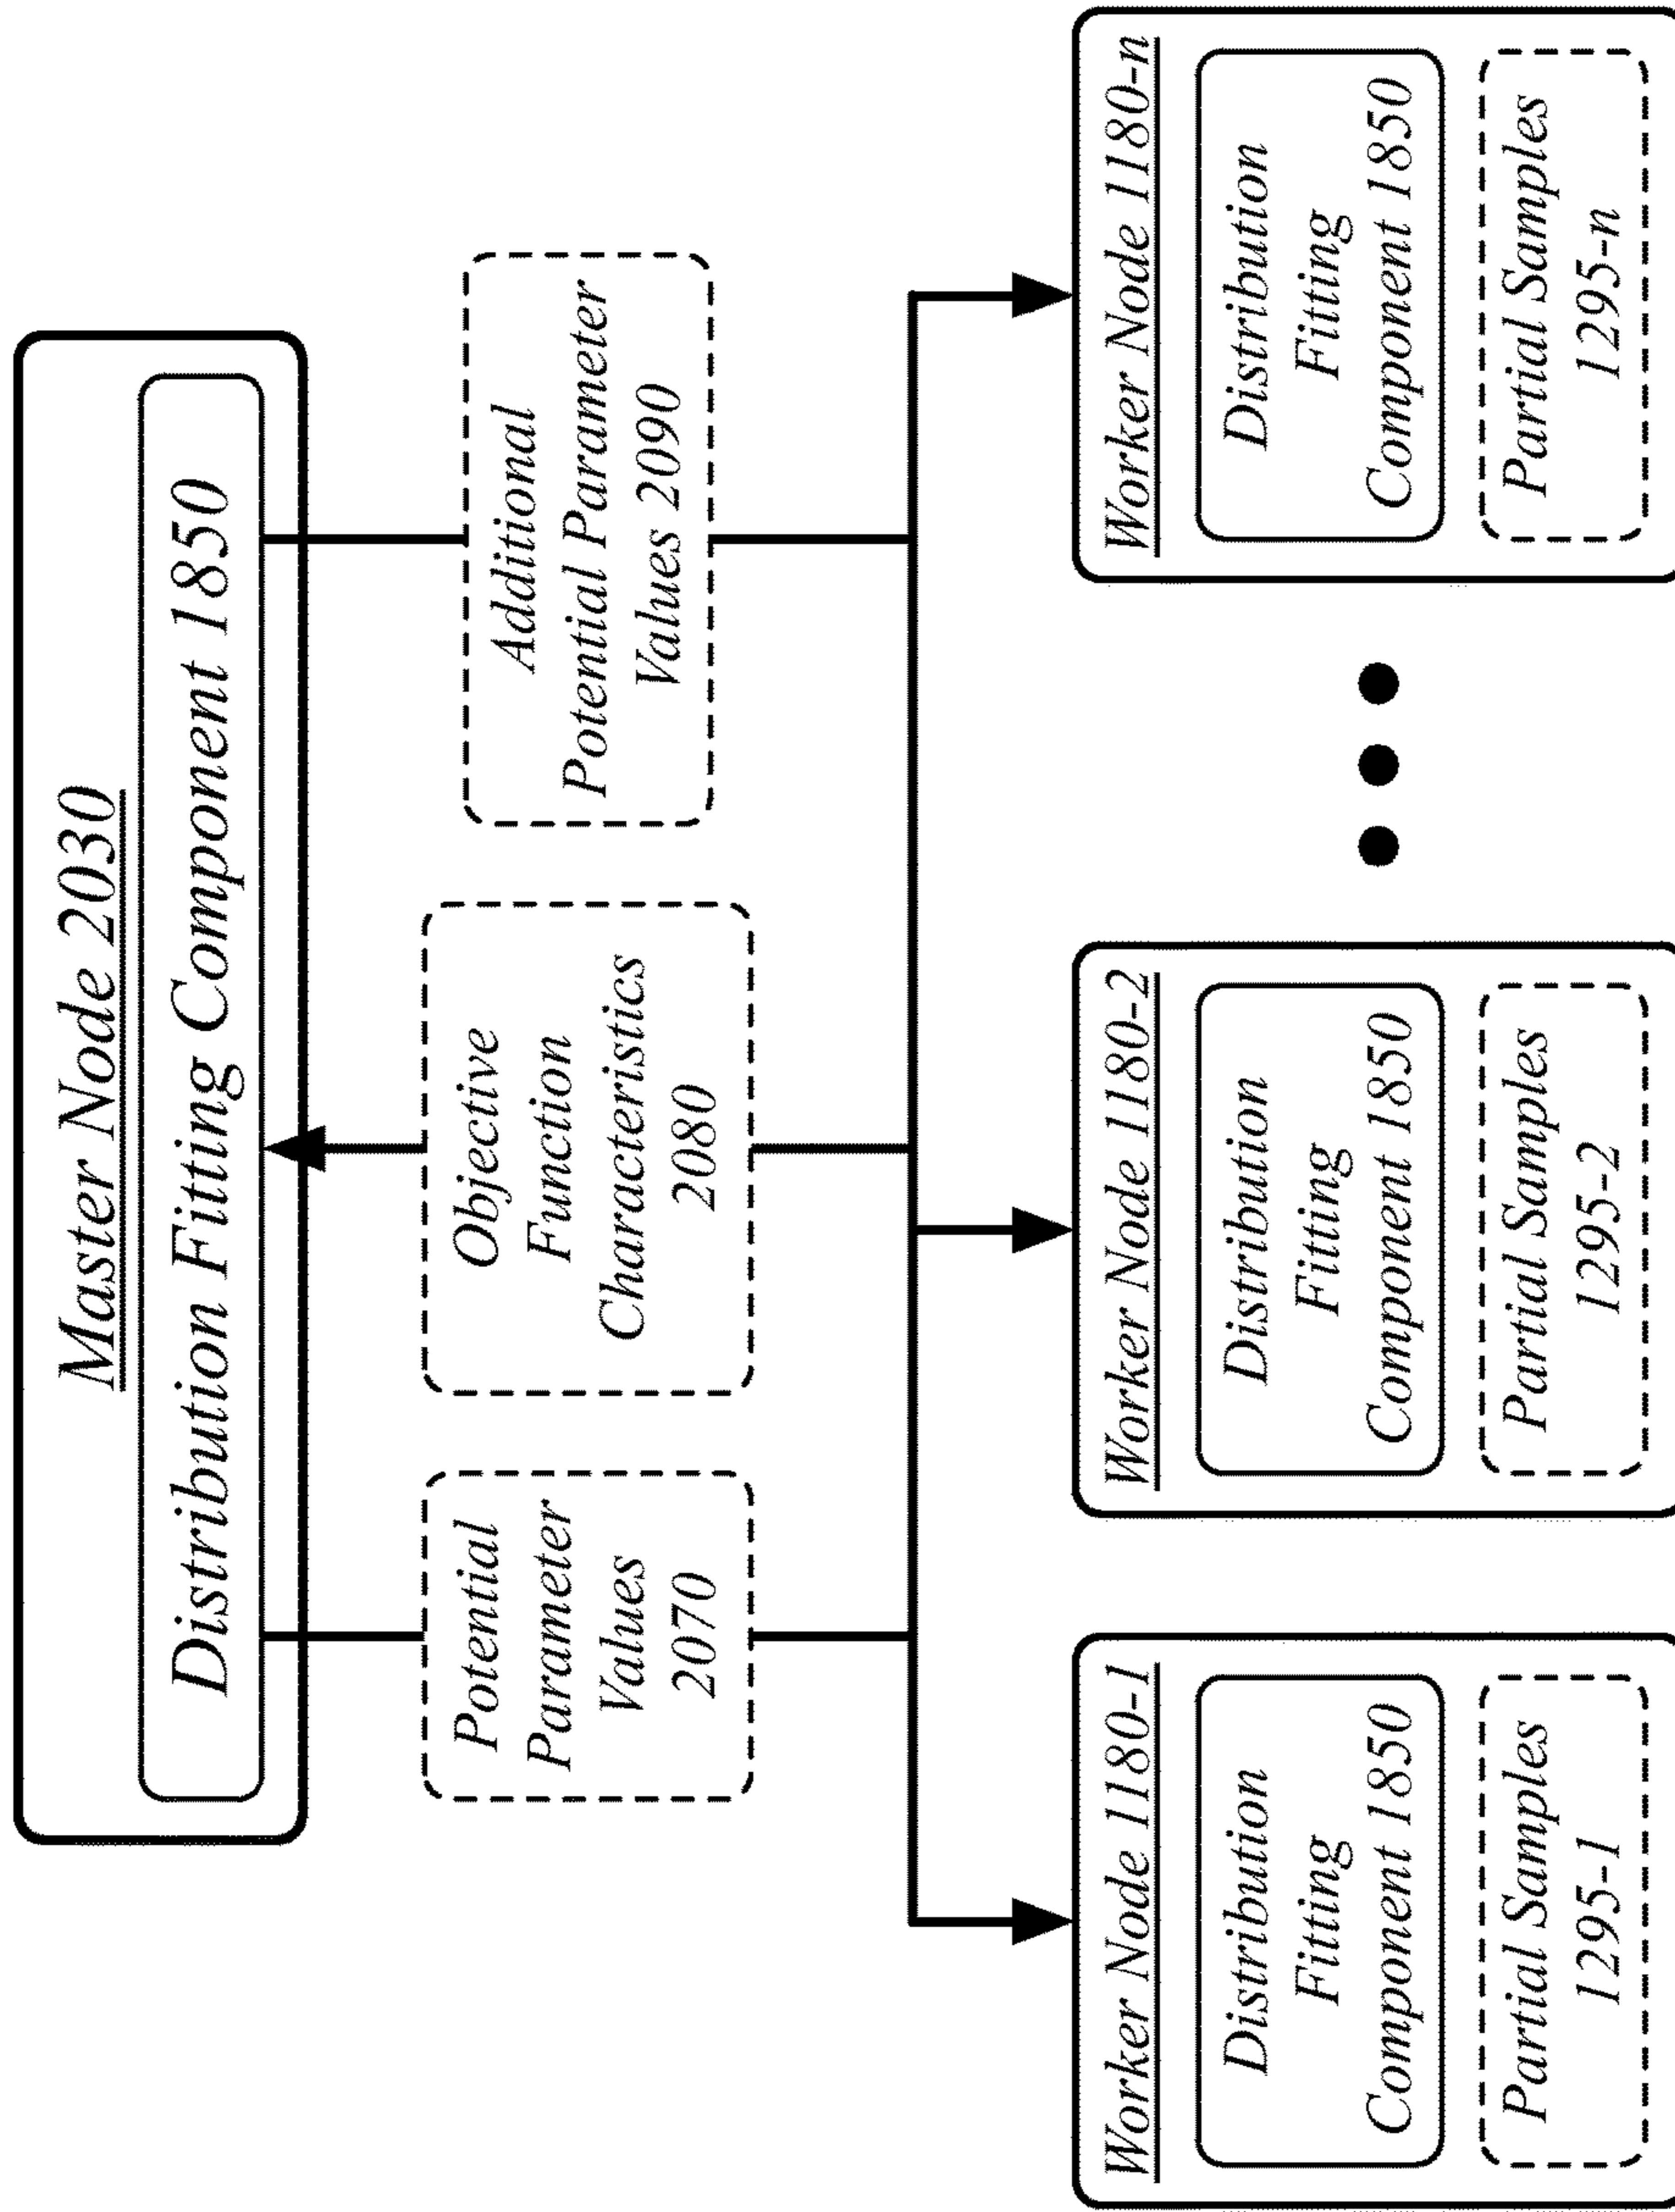 Master Node 2030
Distribution Fitting Component 1850
Potential
Parameter
Values
2070
Objective
Function
Characteristics
2080
Additional
Potential Parameter
Values 2090
Worker Node 1180-1
Distribution
Fitting
Component 1850
Partial Samples
1295-1
Worker Node 1180-2
Distribution
Fitting
Component 1850
Partial Samples
1295-2
Worker Node 1180-n
Distribution
Fitting
Component 1850
Partial Samples
1295-n